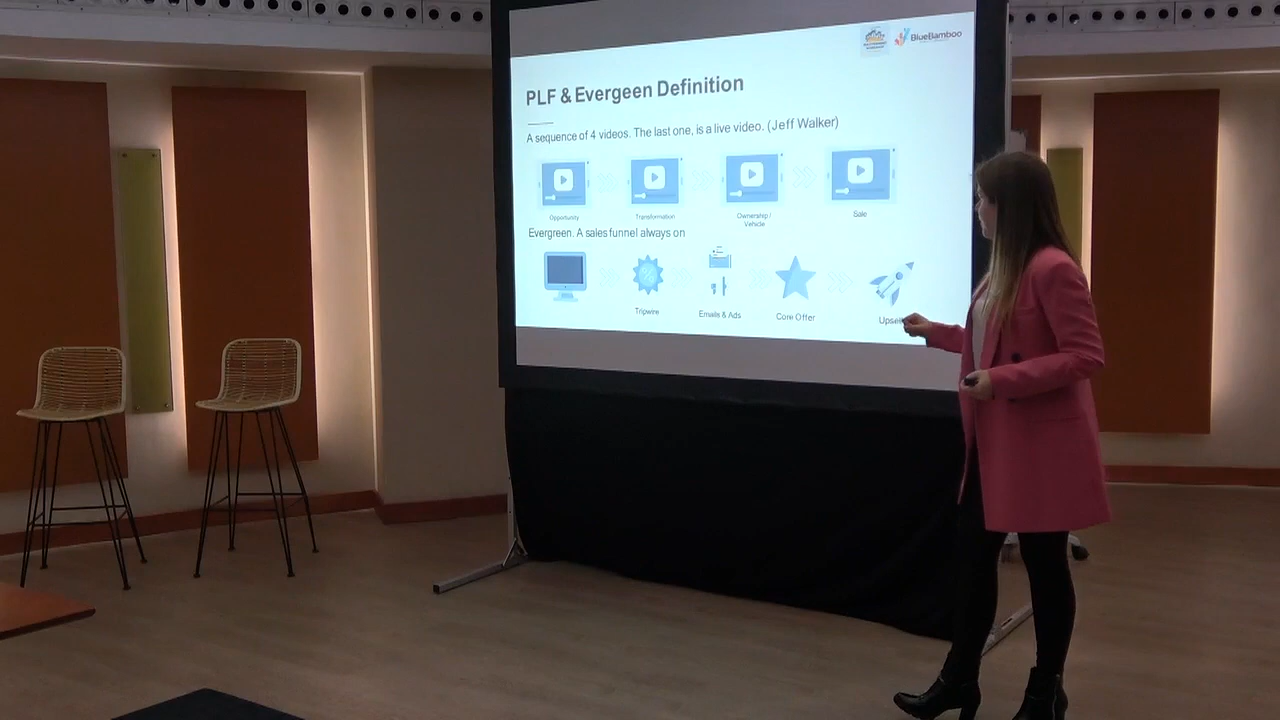 BlueBamboo
PLF & Evergeen Definition
A sequence of 4 videos. The last one, is a live video. (Jeff Walker)
Opportunity
Transformation
Ownership /
Vehicle
Sale
Evergreen. A sales funnel always on
%
Tripwire
Emails & Ads
Core Offer
Upsell